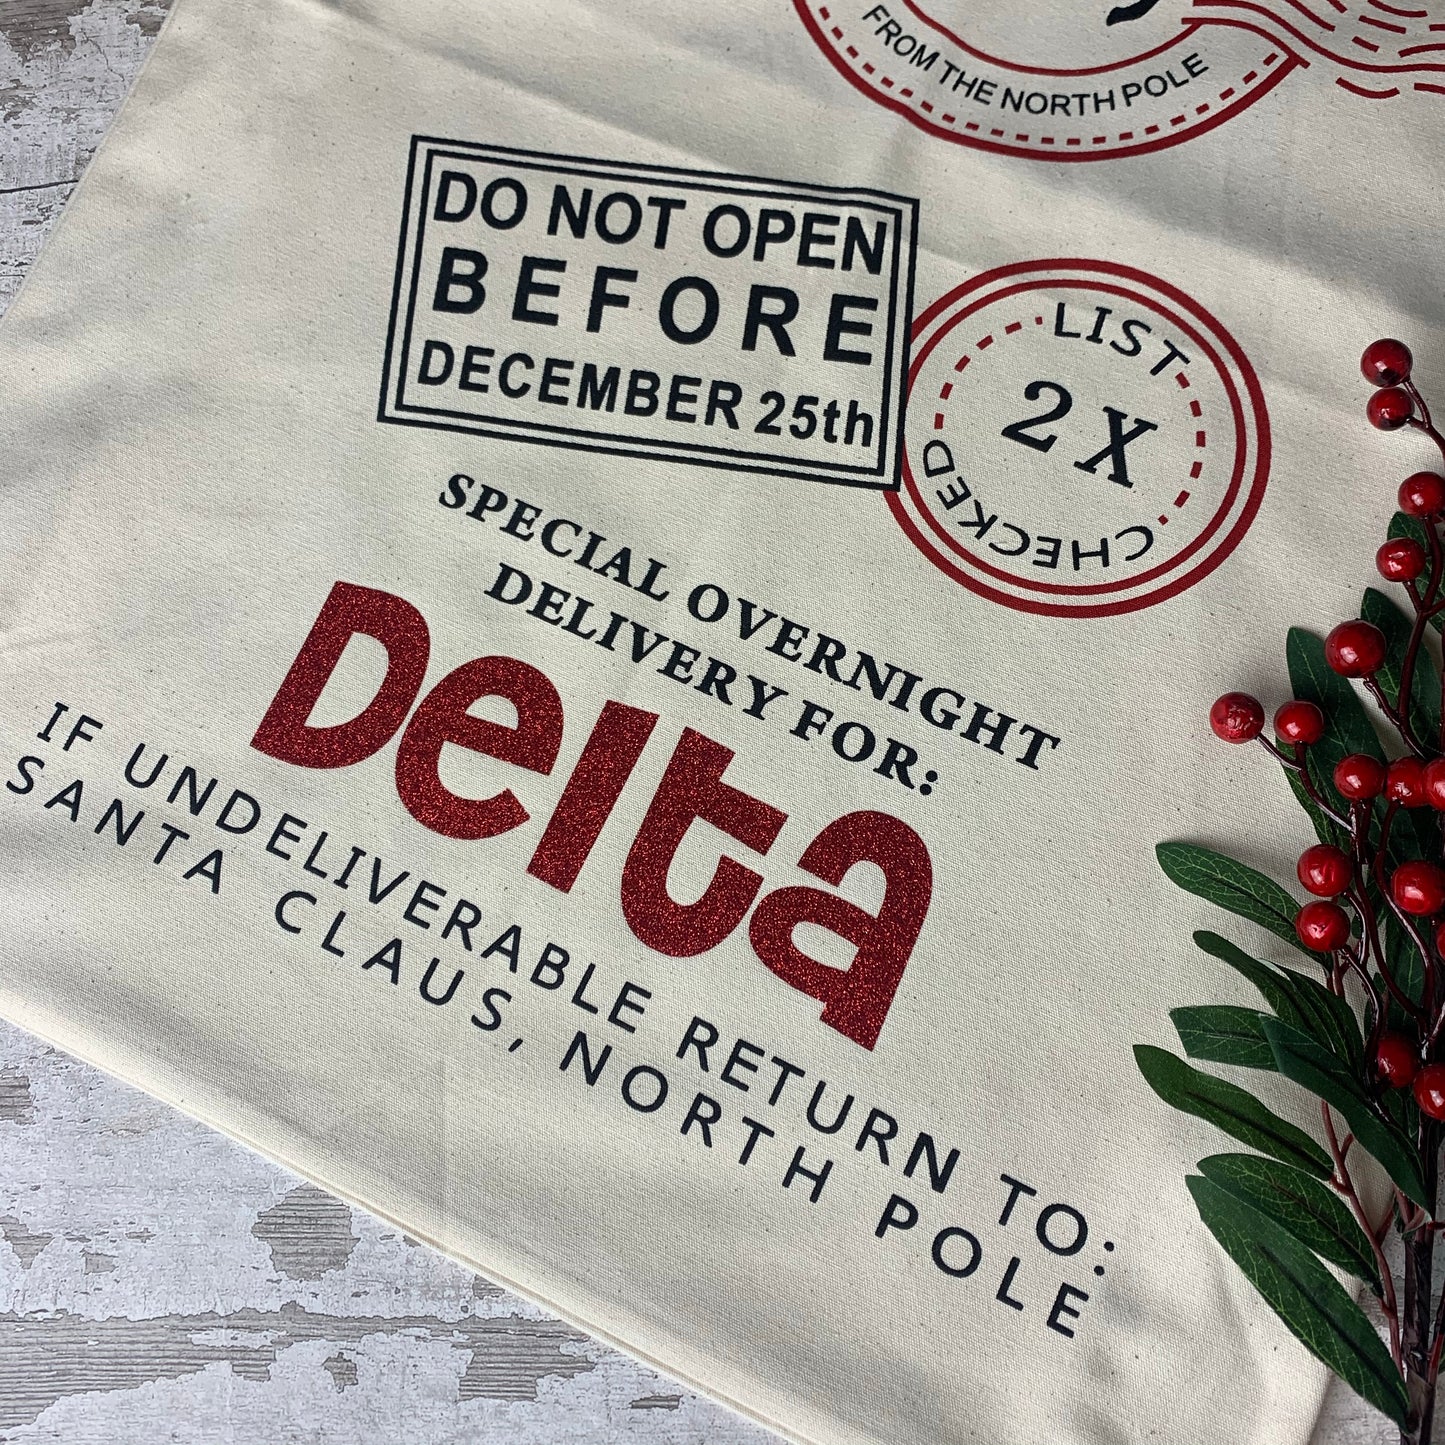 FROM THE NORTH POLE
DO NOT OPEN
BEFORE
DECEMBER 25th
LIST
2 X
CHECKED
SPECIAL OVERNIGHT
DELIVERY FOR:
Delta
IF UNDELIVERABLE RETURN TO:
SANTA CLAUS, NORTH POLE